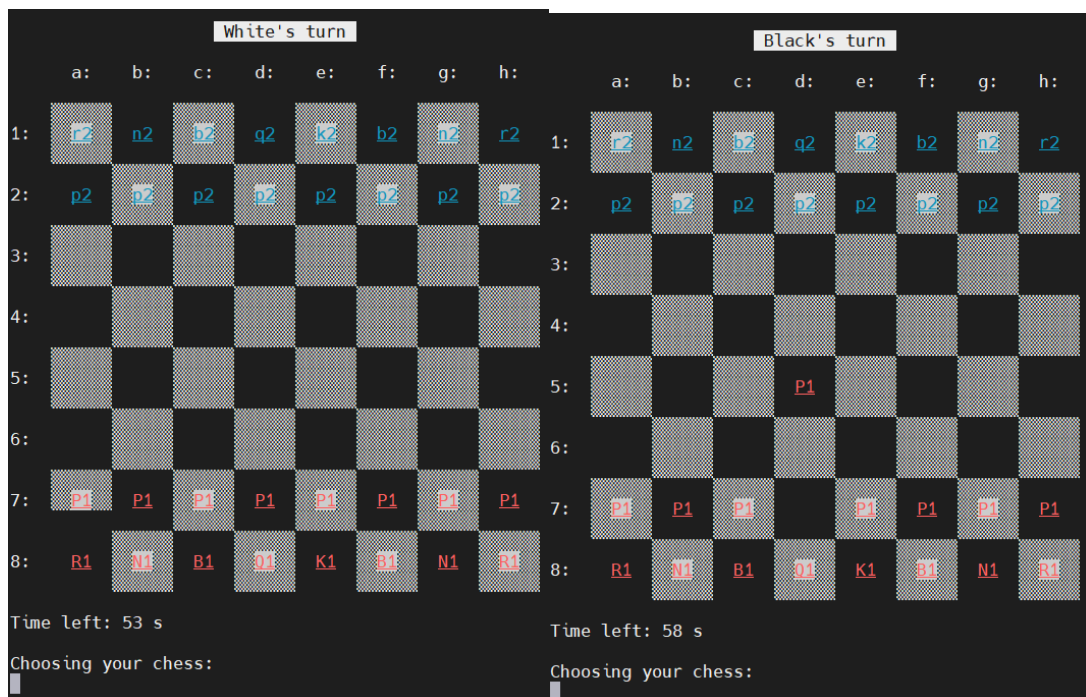 White's turn
a: b: c: d: e: f: g: h:
1: r2 n2 b2 q2 k2 b2 n2 r2
2: p2 p2 p2 p2 p2 p2 p2 p2
3:
4:
5:
6:
7: P1 P1 P1 P1 P1 P1 P1 P1
8: R1 N1 B1 Q1 K1 B1 N1 R1
Time left: 53 s
Choosing your chess:
Black's turn
a: b: c: d: e: f: g: h:
1: r2 n2 b2 q2 k2 b2 n2 r2
2: p2 p2 p2 p2 p2 p2 p2 p2
3:
4:
5: P1
6:
7: P1 P1 P1 P1 P1 P1 P1
8: R1 N1 B1 Q1 K1 B1 N1 R1
Time left: 58 s
Choosing your chess: